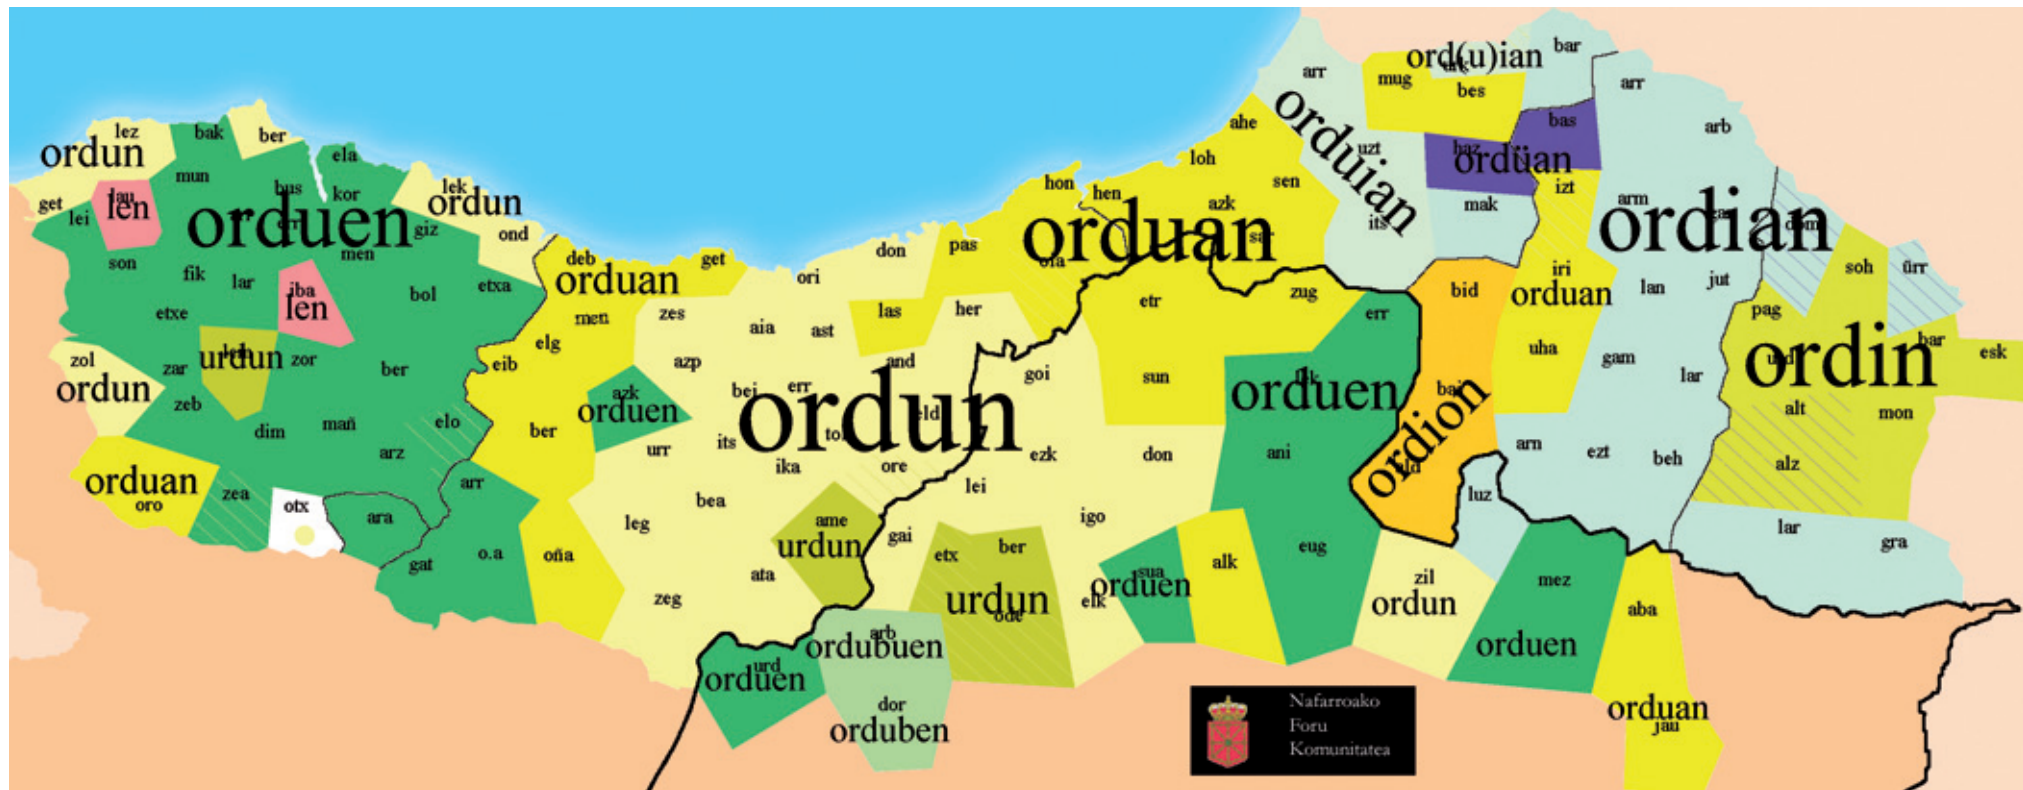 lez
bak
ber
ordun
ela
mun
bus
kor
lek
ordun
get
lei
len
orduen
giz
ond
men
son
fik
lar
iba
len
bol
etxa
etxe
urdun
zor
zol
ordun
zar
ber
zeb
dim
mañ
elo
arz
orduan
oro
zea
otx
ara
arr
gat
o.a
oña
deb
orduan
get
men
elg
eib
ber
zes
azp
azk
orduen
urr
leg
bea
zeg
ata
ame
urdun
ori
don
aia
ast
las
her
pas
and
bei
err
ordun
its
ika
ore
goi
ezk
lei
gai
igo
don
etx
ber
urdun
ode
elk
sua
orduen
alk
urd
orduen
arb
ordubuen
dor
orduben
hon
hen
ahe
loh
sen
azk
orduan
sar
etr
zug
sun
err
orduen
ani
eug
arr
orduian
uzt
its
mug
ord(u)ian
bes
bar
bas
haz
ordüan
mak
izt
iri
orduan
uha
bid
ordion
luz
zil
ordun
mez
orduen
aba
orduan
jau
arr
arb
arm
ordian
lan
jut
gam
lar
arn
ezt
beh
soh
ürr
pag
ordin
bar
esk
alt
mon
alz
lar
gra
Nafarroako
Foru
Komunitatea